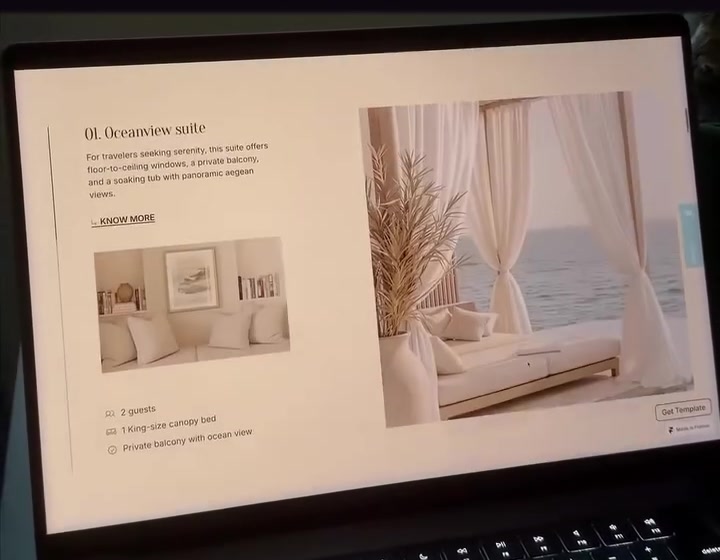 01. Oceanview suite
For travelers seeking serenity, this suite offers
floor-to-ceiling windows, a private balcony,
and a soaking tub with panoramic aegean
views.
KNOW MORE
2 guests
1 King-size canopy bed
Private balcony with ocean view
Get Template
Made in Framer